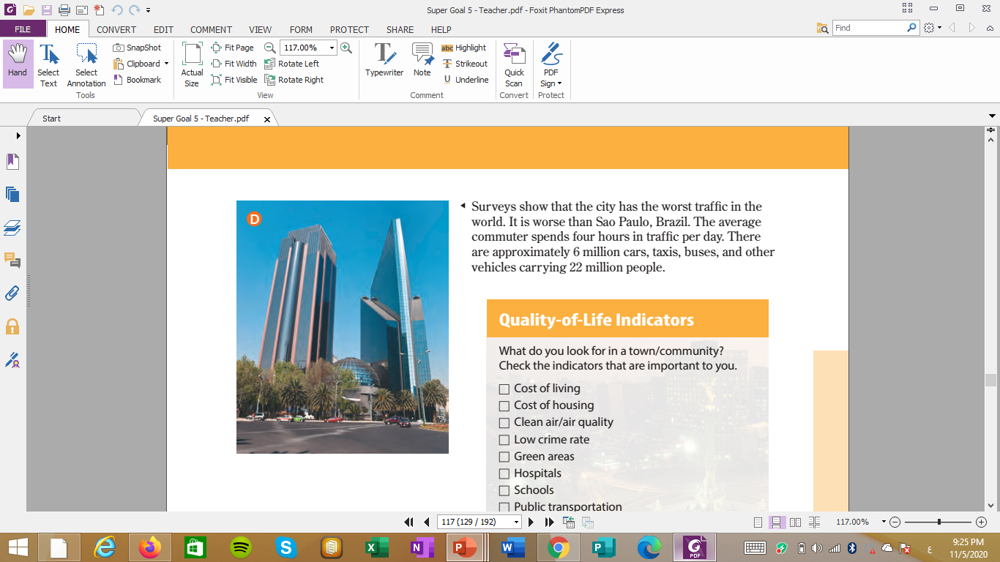 Super Goal 5 - Teacher.pdf - Foxit PhantomPDF Express
FILE HOME CONVERT EDIT COMMENT VIEW FORM PROTECT SHARE HELP
Find
Hand
Select Text
Select Annotation
SnapShot
Clipboard
Bookmark
Tools
Actual Size
Fit Page
Fit Width
Fit Visible
117.00%
Rotate Left
Rotate Right
View
Typewriter
Note
abc Highlight
T Strikeout
U Underline
Comment
Quick Scan
Convert
PDF Sign
Protect
Start
Super Goal 5 - Teacher.pdf
D
Surveys show that the city has the worst traffic in the
world. It is worse than Sao Paulo, Brazil. The average
commuter spends four hours in traffic per day. There
are approximately 6 million cars, taxis, buses, and other
vehicles carrying 22 million people.
Quality-of-Life Indicators
What do you look for in a town/community?
Check the indicators that are important to you.
Cost of living
Cost of housing
Clean air/air quality
Low crime rate
Green areas
Hospitals
Schools
Public transportation
117 (129 / 192)
117.00%
PDF
ع
9:25 PM
11/5/2020